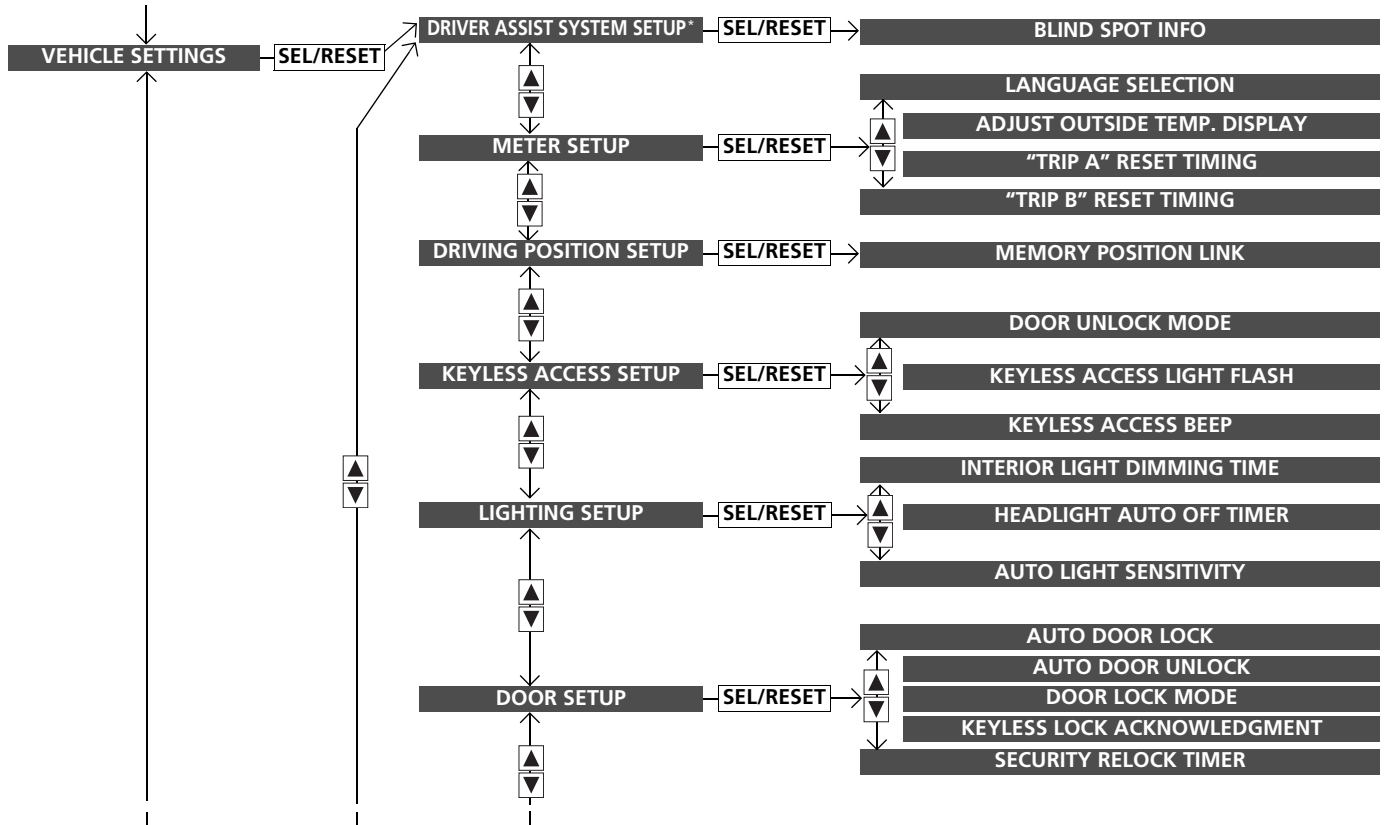 VEHICLE SETTINGS
SEL/RESET
DRIVER ASSIST SYSTEM SETUP*
SEL/RESET
BLIND SPOT INFO
METER SETUP
SEL/RESET
LANGUAGE SELECTION
ADJUST OUTSIDE TEMP. DISPLAY
“TRIP A” RESET TIMING
“TRIP B” RESET TIMING
DRIVING POSITION SETUP
SEL/RESET
MEMORY POSITION LINK
KEYLESS ACCESS SETUP
SEL/RESET
DOOR UNLOCK MODE
KEYLESS ACCESS LIGHT FLASH
KEYLESS ACCESS BEEP
LIGHTING SETUP
SEL/RESET
INTERIOR LIGHT DIMMING TIME
HEADLIGHT AUTO OFF TIMER
AUTO LIGHT SENSITIVITY
DOOR SETUP
SEL/RESET
AUTO DOOR LOCK
AUTO DOOR UNLOCK
DOOR LOCK MODE
KEYLESS LOCK ACKNOWLEDGMENT
SECURITY RELOCK TIMER